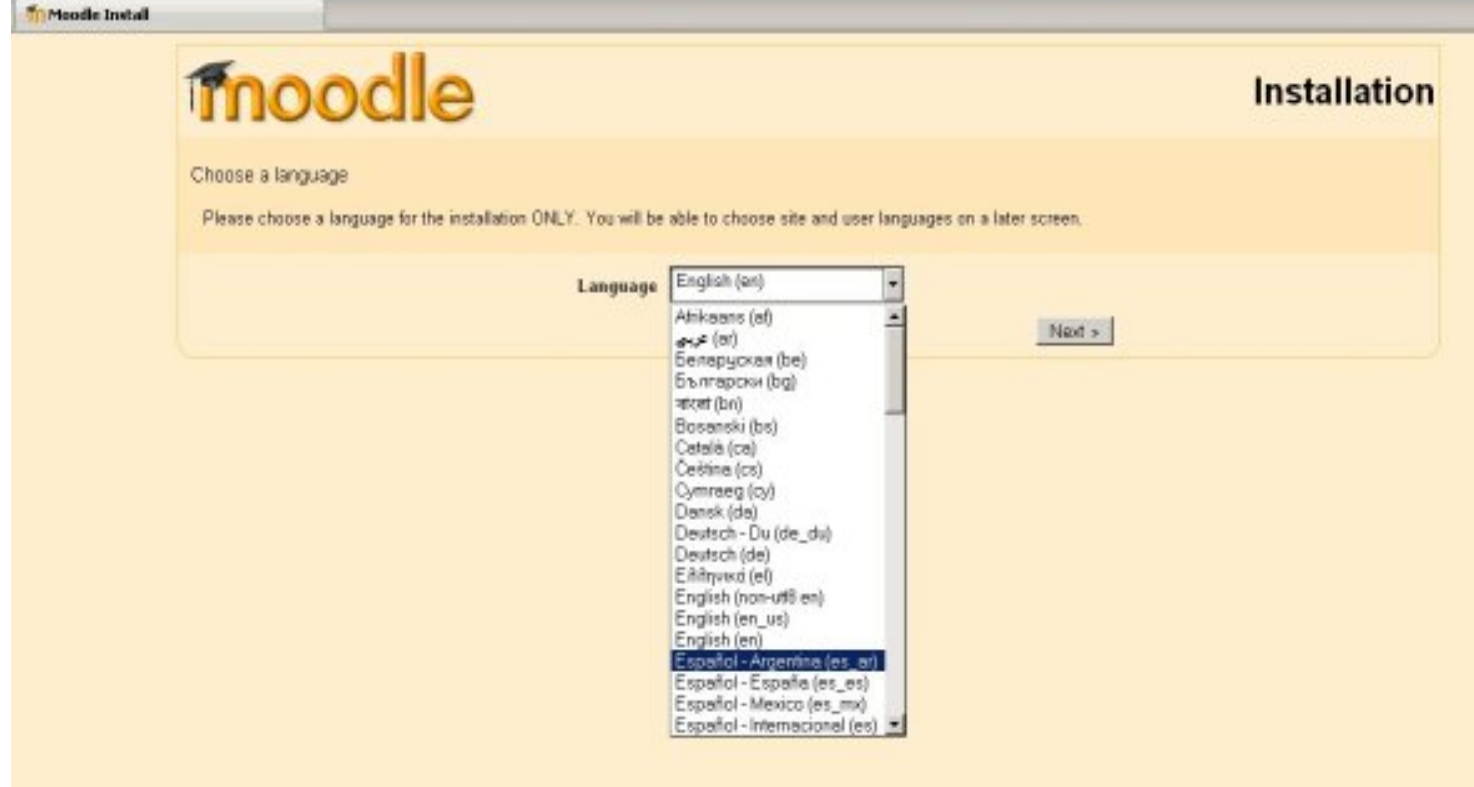 Moodle Install
moodle
Installation
Choose a language
Please choose a language for the installation ONLY. You will be able to choose site and user languages on a later screen.
Language English (en)
Afrikaans (af)
عربي (ar)
Next »
Беларуская (be)
Български (bg)
(bn)
Bosanski (bs)
Català (ca)
Čeština (cs)
Cymraeg (cy)
Dansk (da)
Deutsch - Du (de_du)
Deutsch (de)
Ελληνικά (el)
English (non-utf8 en)
English (en_us)
English (en)
Español - Argentina (es_ar)
Español - España (es_es)
Español - Mexico (es_mx)
Español - Internacional (es)